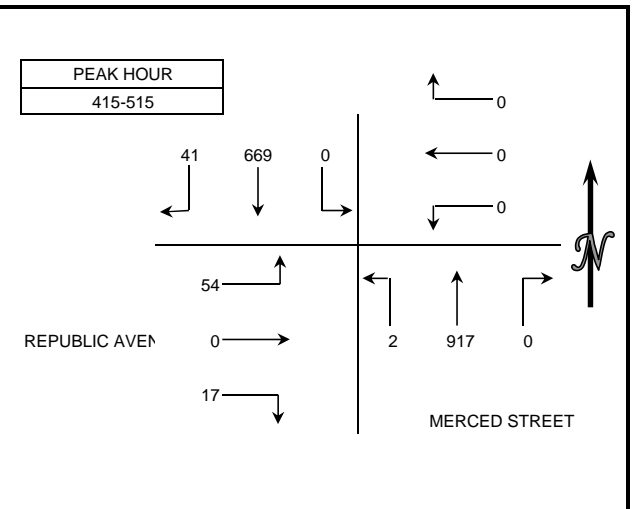 PEAK HOUR
415-515
0
41 669 0
0
0
54
N
REPUBLIC AVEN 0
2 917 0
17
MERCED STREET